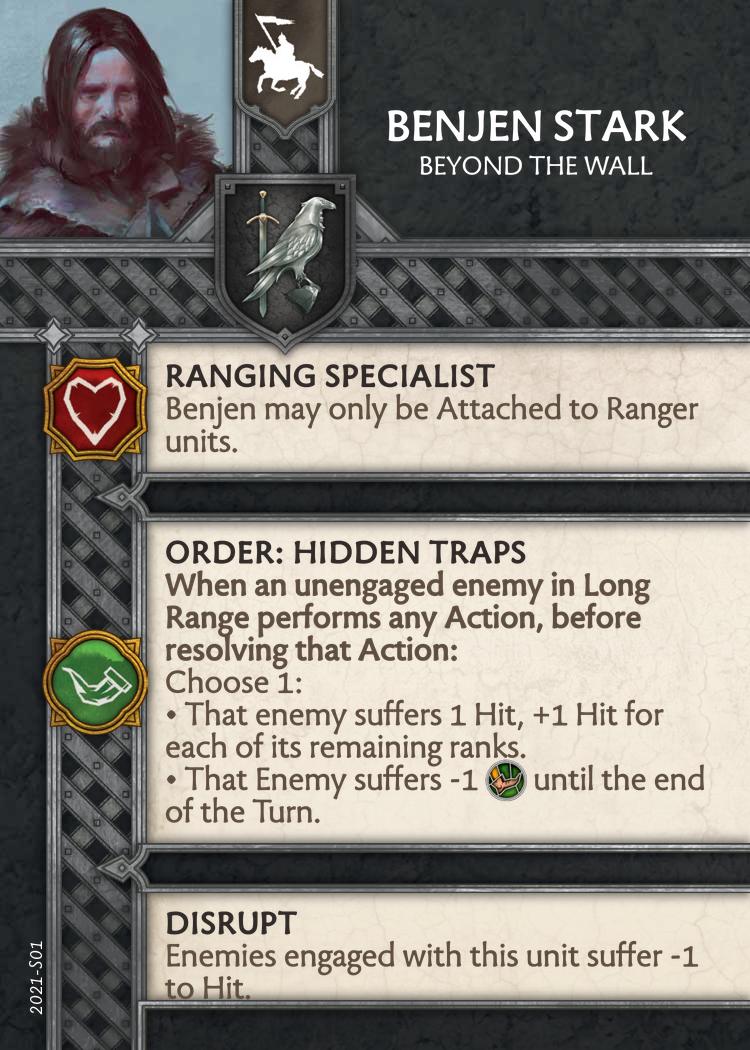 BENJEN STARK
BEYOND THE WALL
RANGING SPECIALIST
Benjen may only be Attached to Ranger
units.
ORDER: HIDDEN TRAPS
When an unengaged enemy in Long
Range performs any Action, before
resolving that Action:
Choose 1:
• That enemy suffers 1 Hit, +1 Hit for
each of its remaining ranks.
• That Enemy suffers -1 until the end
of the Turn.
DISRUPT
Enemies engaged with this unit suffer -1
to Hit.
2021-S01